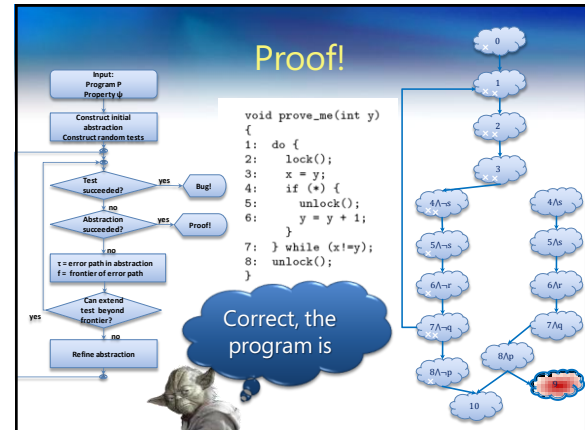 Proof!
Input:
Program P
Property ψ
Construct initial
abstraction
Construct random tests
Test
succeeded?
yes
Bug!
no
Abstraction
succeeded?
yes
Proof!
no
τ = error path in abstraction
f = frontier of error path
Can extend
test beyond
frontier?
yes
no
Refine abstraction
void prove_me(int y)
{
1: do {
2: lock();
3: x = y;
4: if (*) {
5: unlock();
6: y = y + 1;
}
7: } while (x!=y);
8: unlock();
}
Correct, the
program is
0
1
2
3
4∧¬s
4∧s
5∧¬s
5∧s
6∧¬r
6∧r
7∧¬q
7∧q
8∧¬p
8∧p
9
10